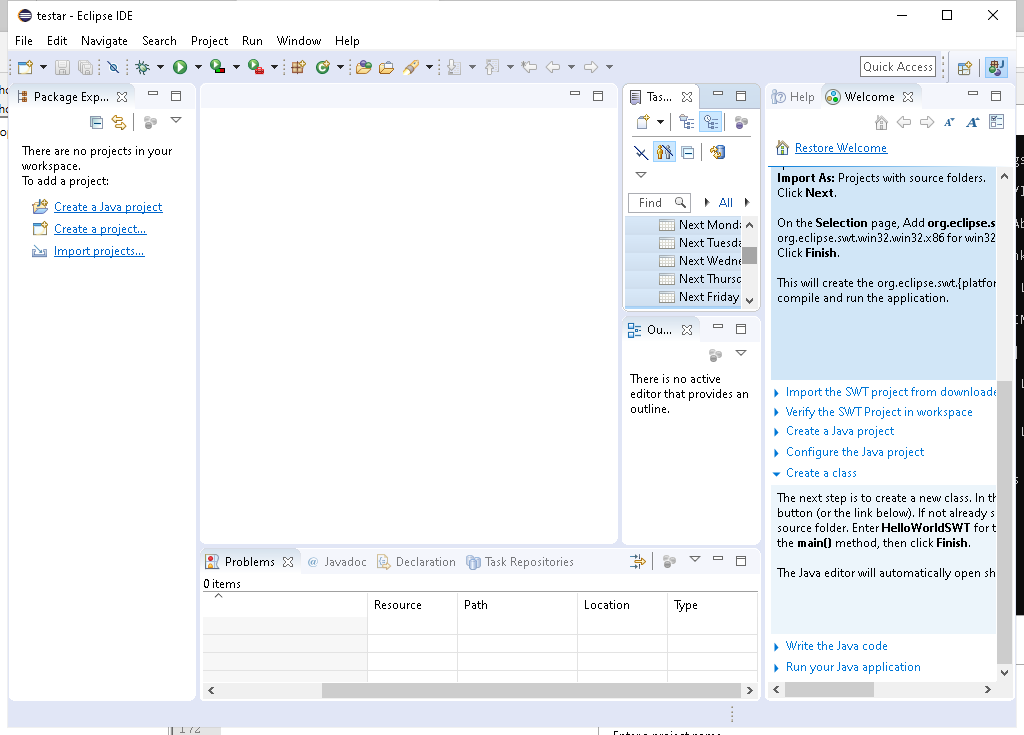 testar - Eclipse IDE
File Edit Navigate Search Project Run Window Help
Quick Access
Package Exp...
There are no projects in your
workspace.
To add a project:
Create a Java project
Create a project...
Import projects...
Tas...
Find
All
Next Monda
Next Tuesda
Next Wedne
Next Thursd
Next Friday
Ou...
There is no active
editor that provides an
outline.
Help Welcome
Restore Welcome
Import As: Projects with source folders.
Click Next.
On the Selection page, Add org.eclipse.s
org.eclipse.swt.win32.win32.x86 for win32
Click Finish.
This will create the org.eclipse.swt.{platfor
compile and run the application.
Import the SWT project from downloade
Verify the SWT Project in workspace
Create a Java project
Configure the Java project
Create a class
The next step is to create a new class. In th
button (or the link below). If not already s
source folder. Enter HelloWorldSWT for t
the main() method, then click Finish.
The Java editor will automatically open sh
Write the Java code
Run your Java application
Problems @ Javadoc Declaration Task Repositories
0 items
Resource Path Location Type
172
Enter a project name